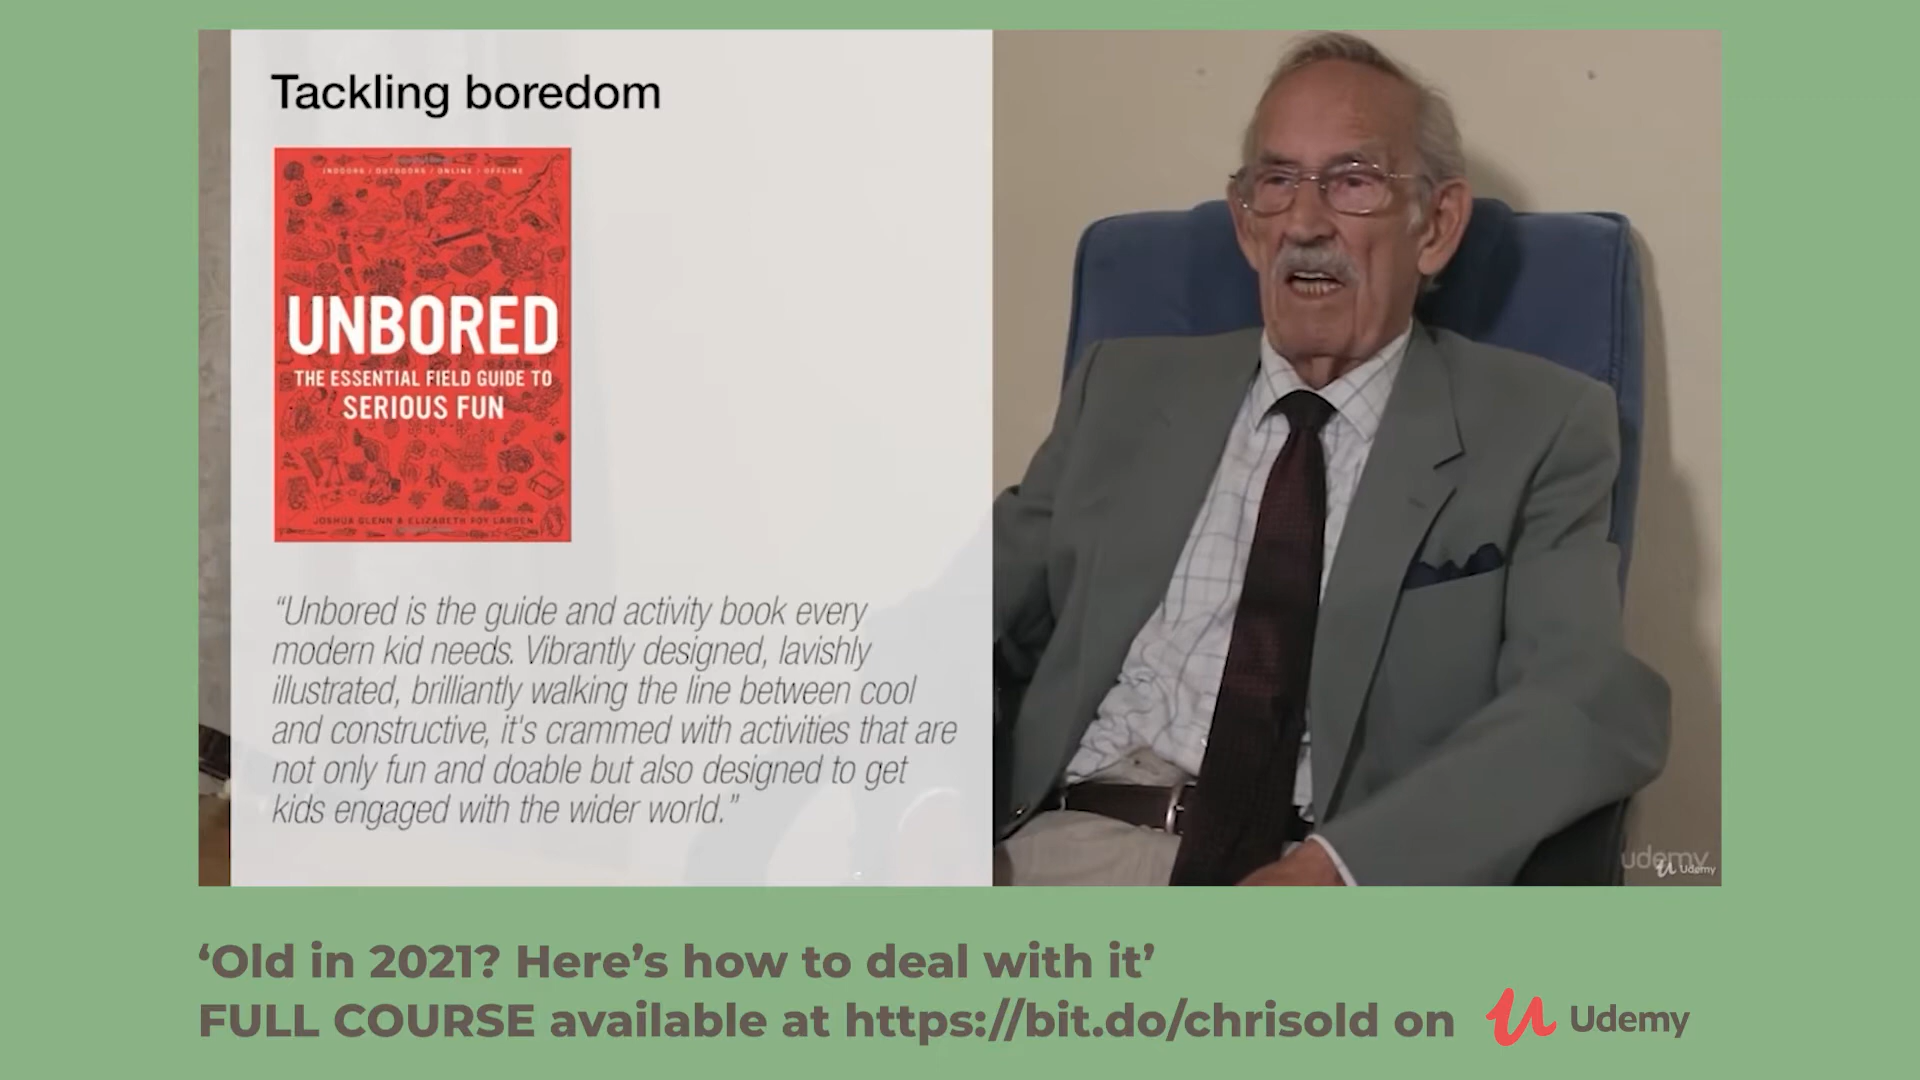 Tackling boredom
INDOORS / OUTDOORS / ONLINE / OFFLINE
UNBORED
THE ESSENTIAL FIELD GUIDE TO
SERIOUS FUN
JOSHUA GLENN & ELIZABETH FOY LARSEN
“Unbored is the guide and activity book every
modern kid needs. Vibrantly designed, lavishly
illustrated, brilliantly walking the line between cool
and constructive, it's crammed with activities that are
not only fun and doable but also designed to get
kids engaged with the wider world.”
udemy
Udemy
‘Old in 2021? Here’s how to deal with it’
FULL COURSE available at https://bit.do/chrisold on Udemy